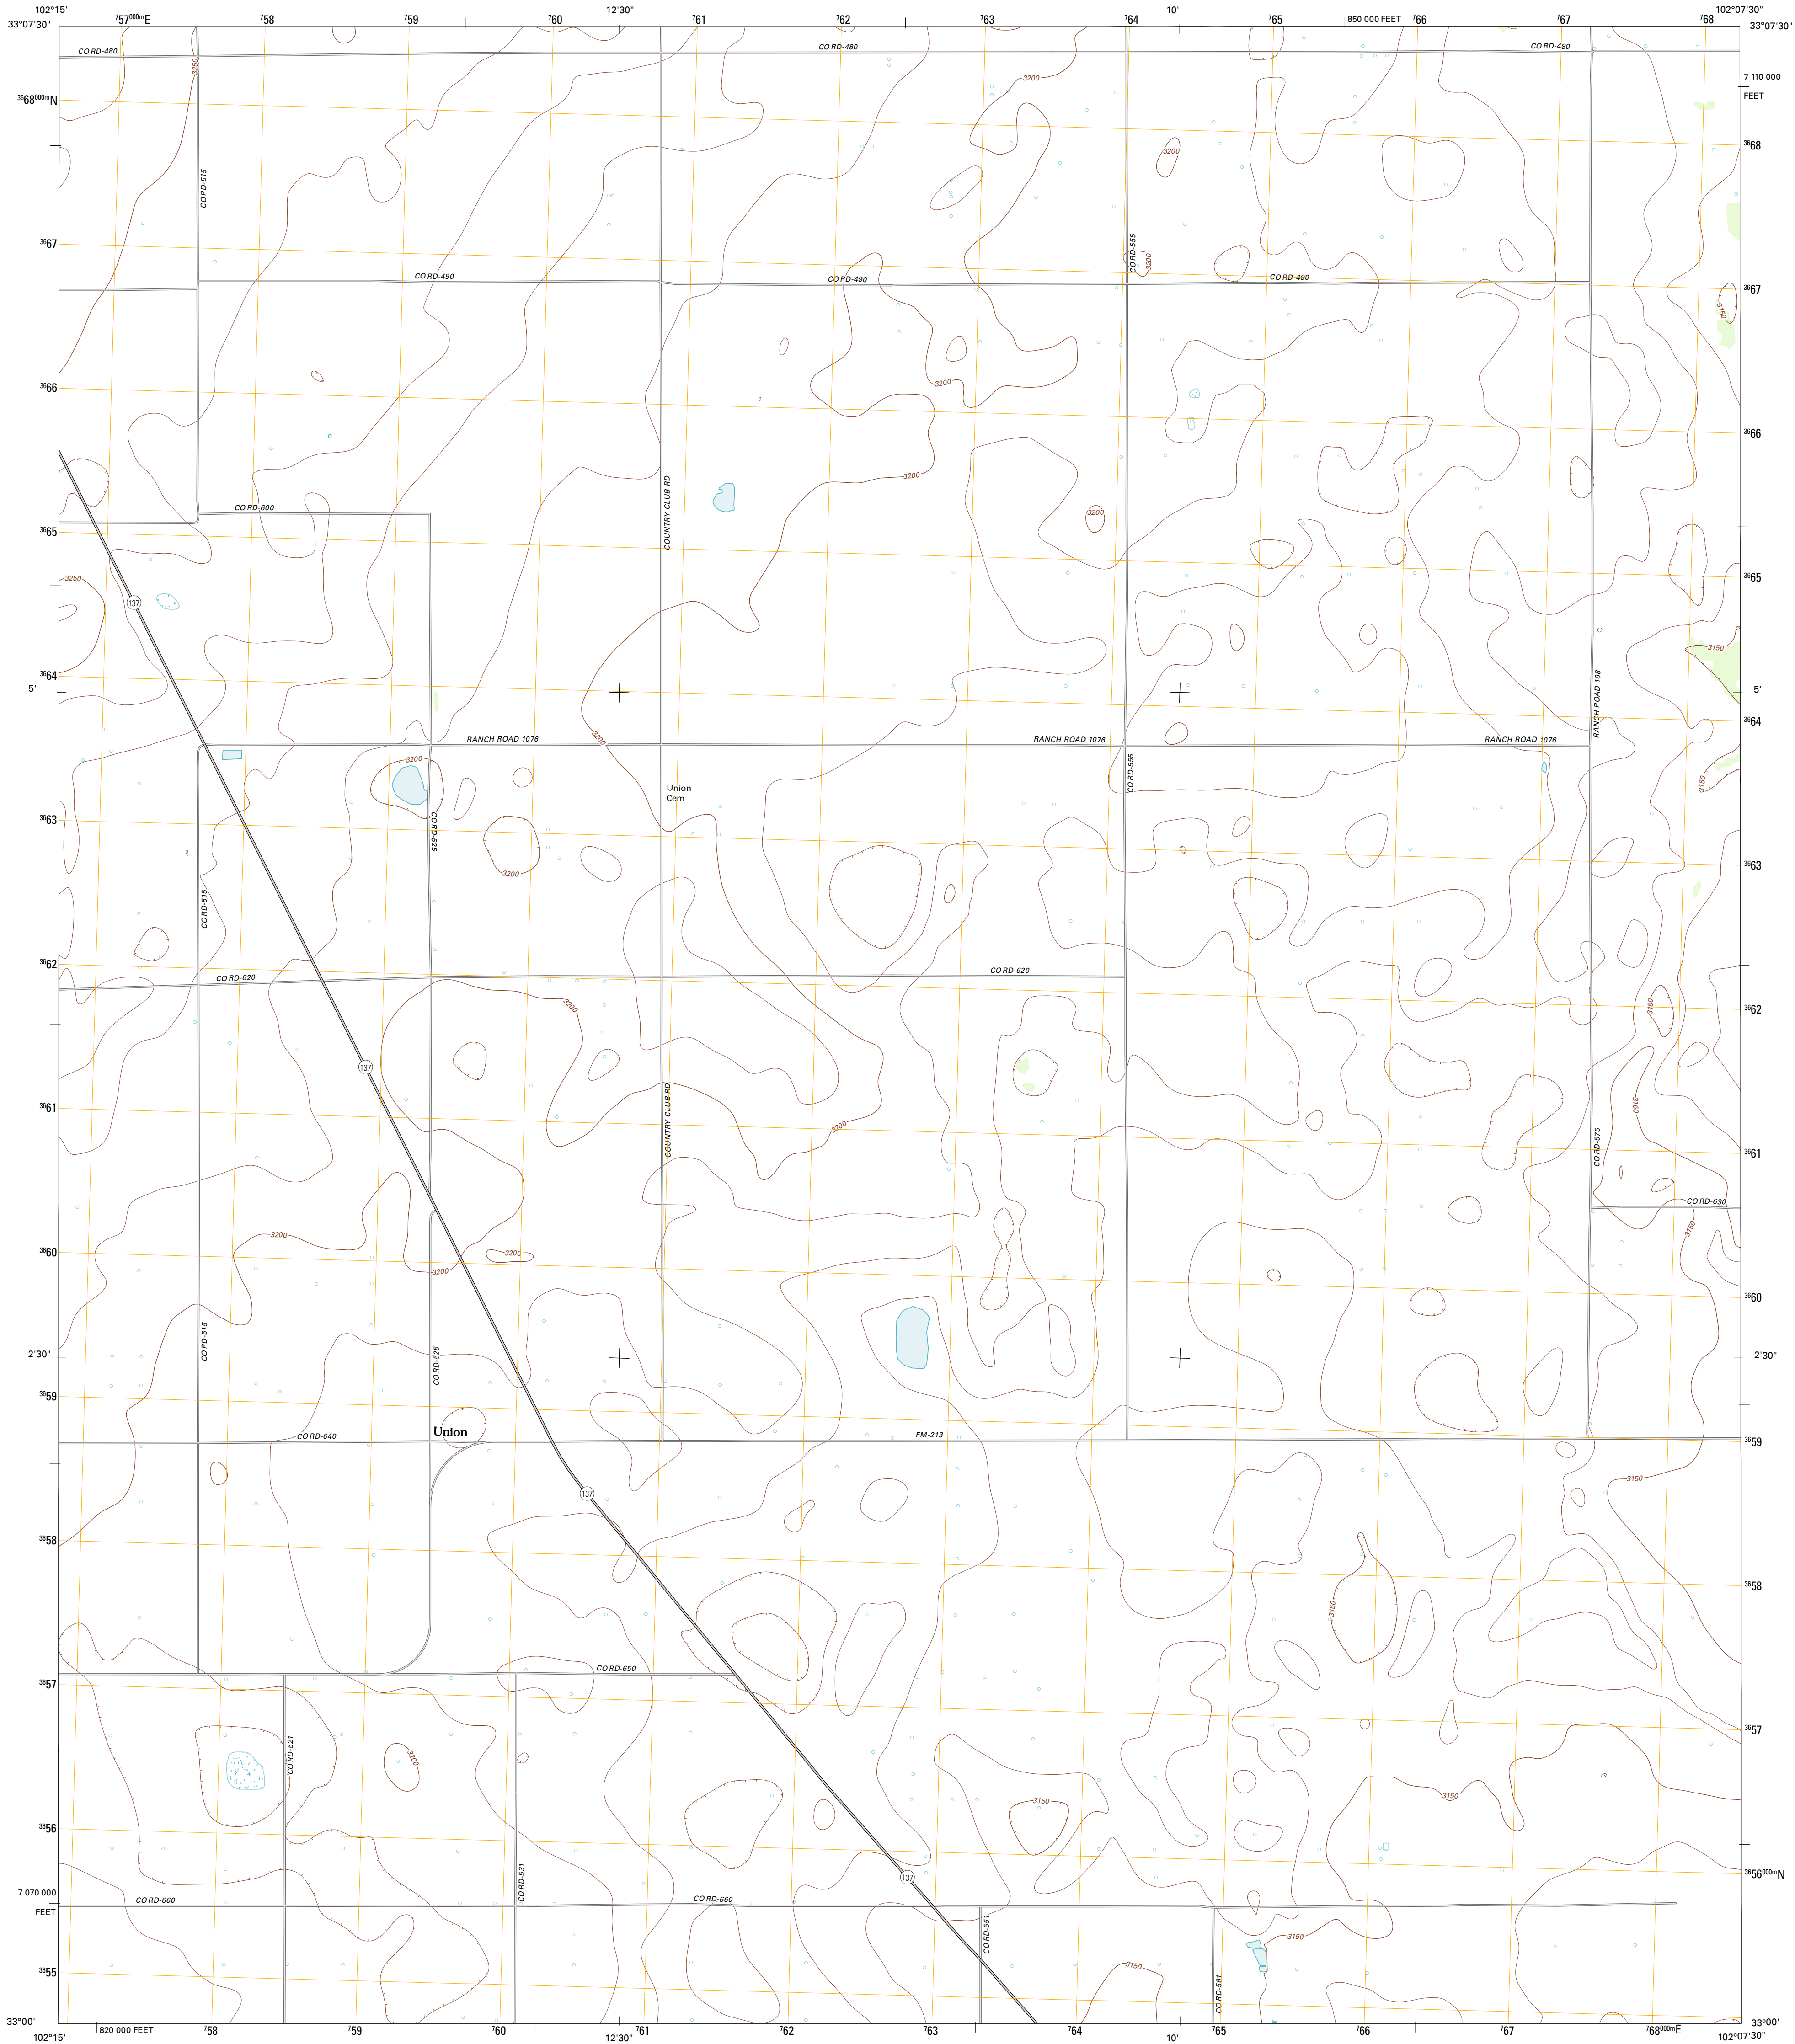 102°15' ⁷57⁰⁰⁰ᵐE 758 759 760 12'30" 761 762 763 764 10' 765 850 000 FEET 766 767 768 102°07'30"
33°07'30" 33°07'30"
CO RD-480 CO RD-480 CO RD-480
3250 3200
7 110 000
FEET
³⁶68⁰⁰⁰ᵐN
3668
3200
CO RD-515
CO RD-555
3200
3667
CO RD-490 CO RD-490 CO RD-490
3667
3150
3200
3666
3666
3200
COUNTRY CLUB RD
CO RD-600
3200
3665
3250
3665
137
3150
3664
5' 5'
RANCH ROAD 168
3664
3200
RANCH ROAD 1076 RANCH ROAD 1076 RANCH ROAD 1076
3200
CO RD-555
3150
Union
Cem
3663
CO RD-525
3663
3200
CO RD-515
3662
CO RD-620 CO RD-620
3200
3150
3662
137
3661
COUNTRY CLUB RD
3150
3200
CO RD-575
3661
CO RD-630
3200
3150
3660
3200
3200
3660
CO RD-515
2'30" 2'30"
CO RD-525
3659
Union
CO RD-640 FM-213
3659
3150
137
3658
3658
3150
CO RD-650
3657
3657
CO RD-521
3200
3150
3150
3656
137
3656⁰⁰⁰ᵐN
CO RD-531
7 070 000
FEET
CO RD-660 CO RD-660
CO RD-551
3150
3150
3655
CO RD-561
33°00' 33°00'
102°15' 820 000 FEET 758 759 760 12'30" 761 762 763 764 10' 765 766 767 768⁰⁰⁰ᵐE 102°07'30"